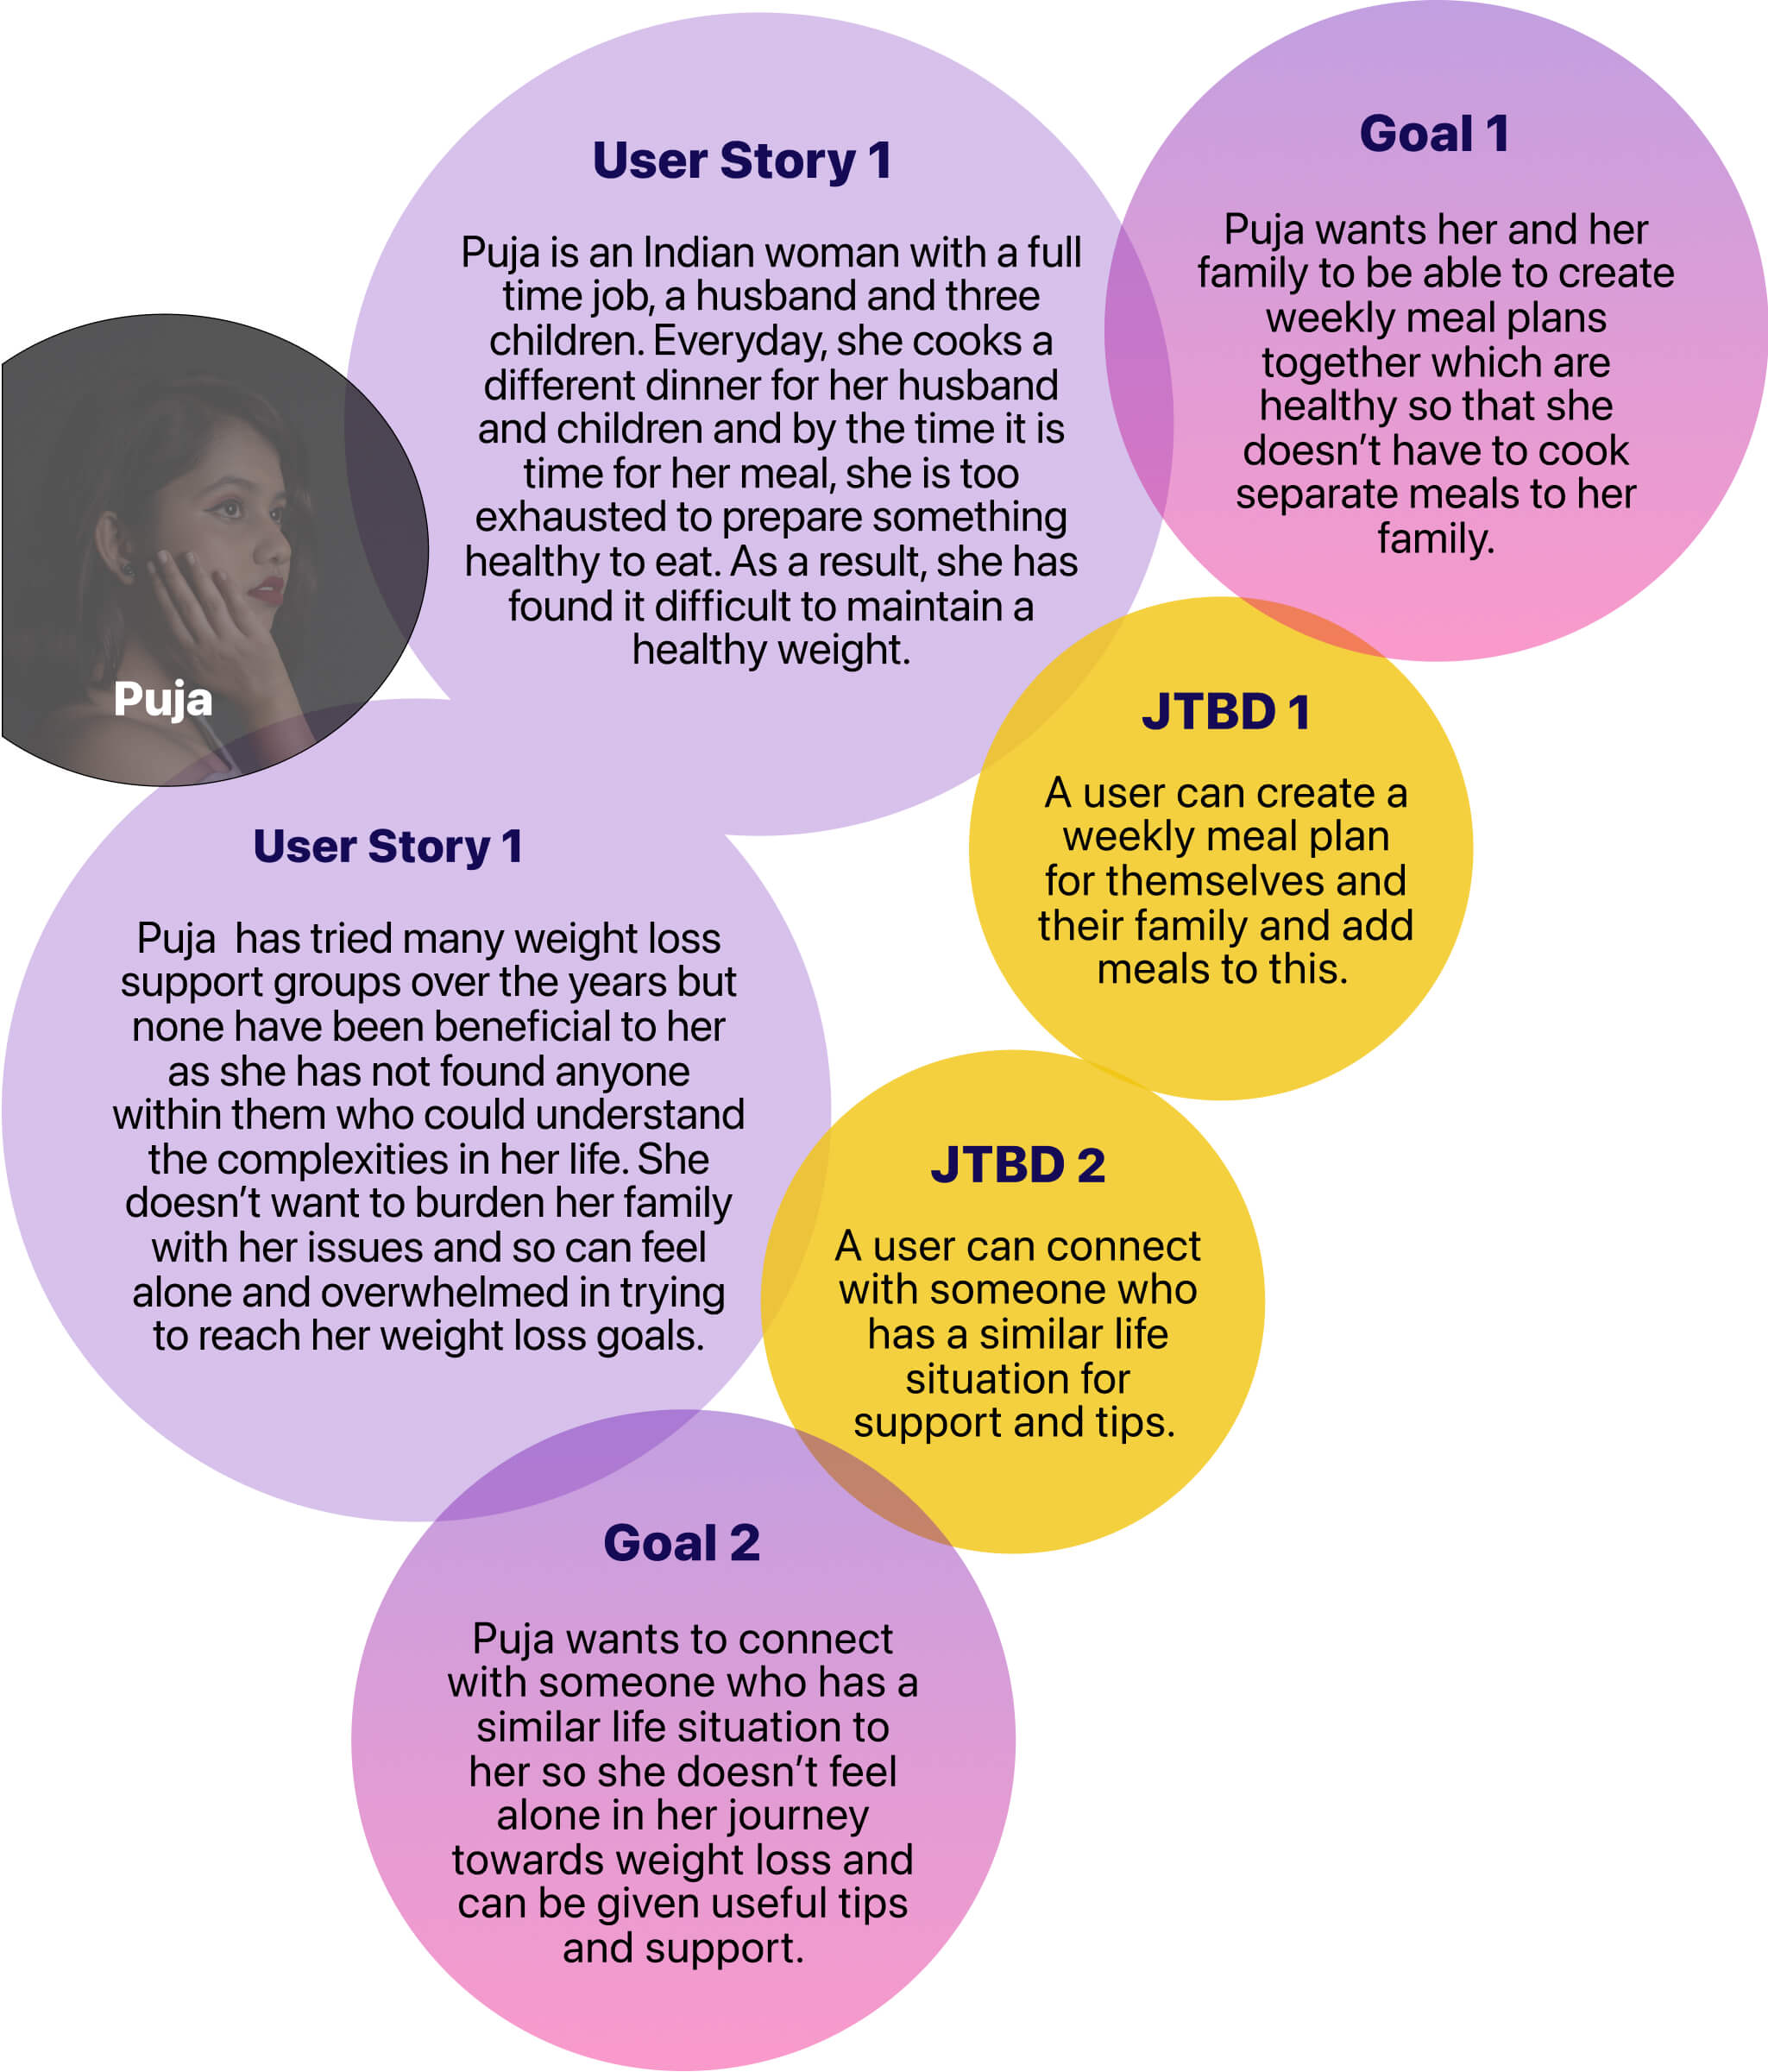 User Story 1
Puja is an Indian woman with a full
time job, a husband and three
children. Everyday, she cooks a
different dinner for her husband
and children and by the time it is
time for her meal, she is too
exhausted to prepare something
healthy to eat. As a result, she has
found it difficult to maintain a
healthy weight.
Goal 1
Puja wants her and her
family to be able to create
weekly meal plans
together which are
healthy so that she
doesn't have to cook
separate meals to her
family.
Puja
JTBD 1
A user can create a
weekly meal plan
for themselves and
their family and add
meals to this.
User Story 1
Puja  has tried many weight loss
support groups over the years but
none have been beneficial to her
as she has not found anyone
within them who could understand
the complexities in her life. She
doesn't want to burden her family
with her issues and so can feel
alone and overwhelmed in trying
to reach her weight loss goals.
JTBD 2
A user can connect
with someone who
has a similar life
situation for
support and tips.
Goal 2
Puja wants to connect
with someone who has a
similar life situation to
her so she doesn't feel
alone in her journey
towards weight loss and
can be given useful tips
and support.